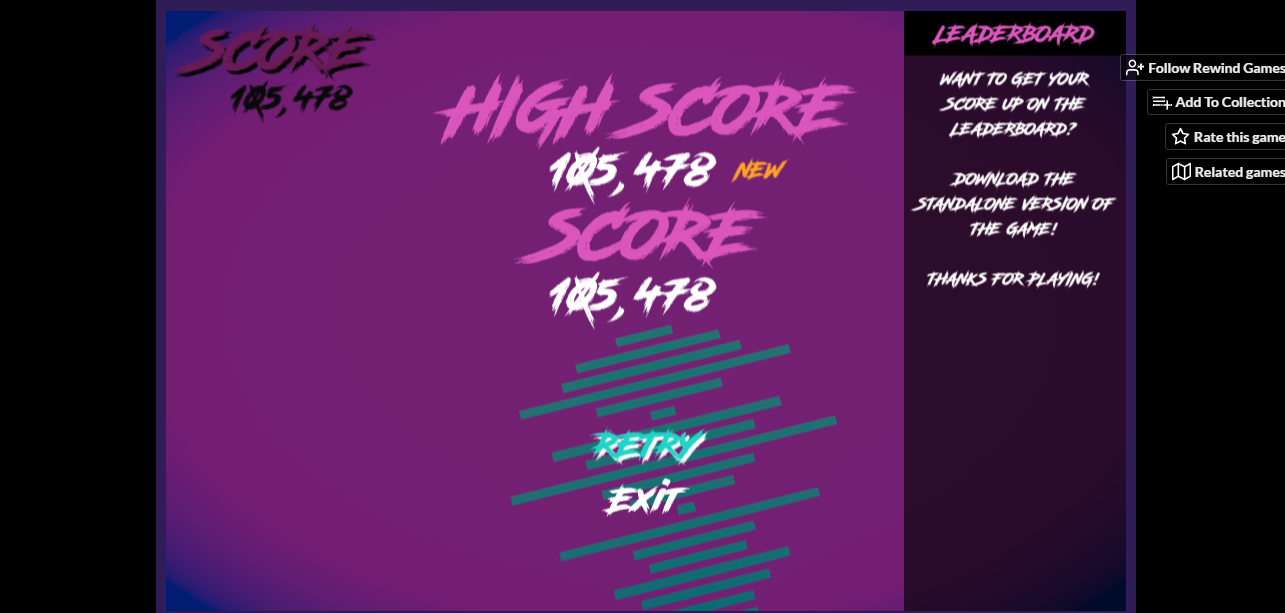 SCORE
105,478
HIGH SCORE
105,478 NEW
SCORE
105,478
RETRY
EXIT
LEADERBOARD
WANT TO GET YOUR
SCORE UP ON THE
LEADERBOARD?
DOWNLOAD THE
STANDALONE VERSION OF
THE GAME!
THANKS FOR PLAYING!
Follow Rewind Games
Add To Collection
Rate this game
Related games